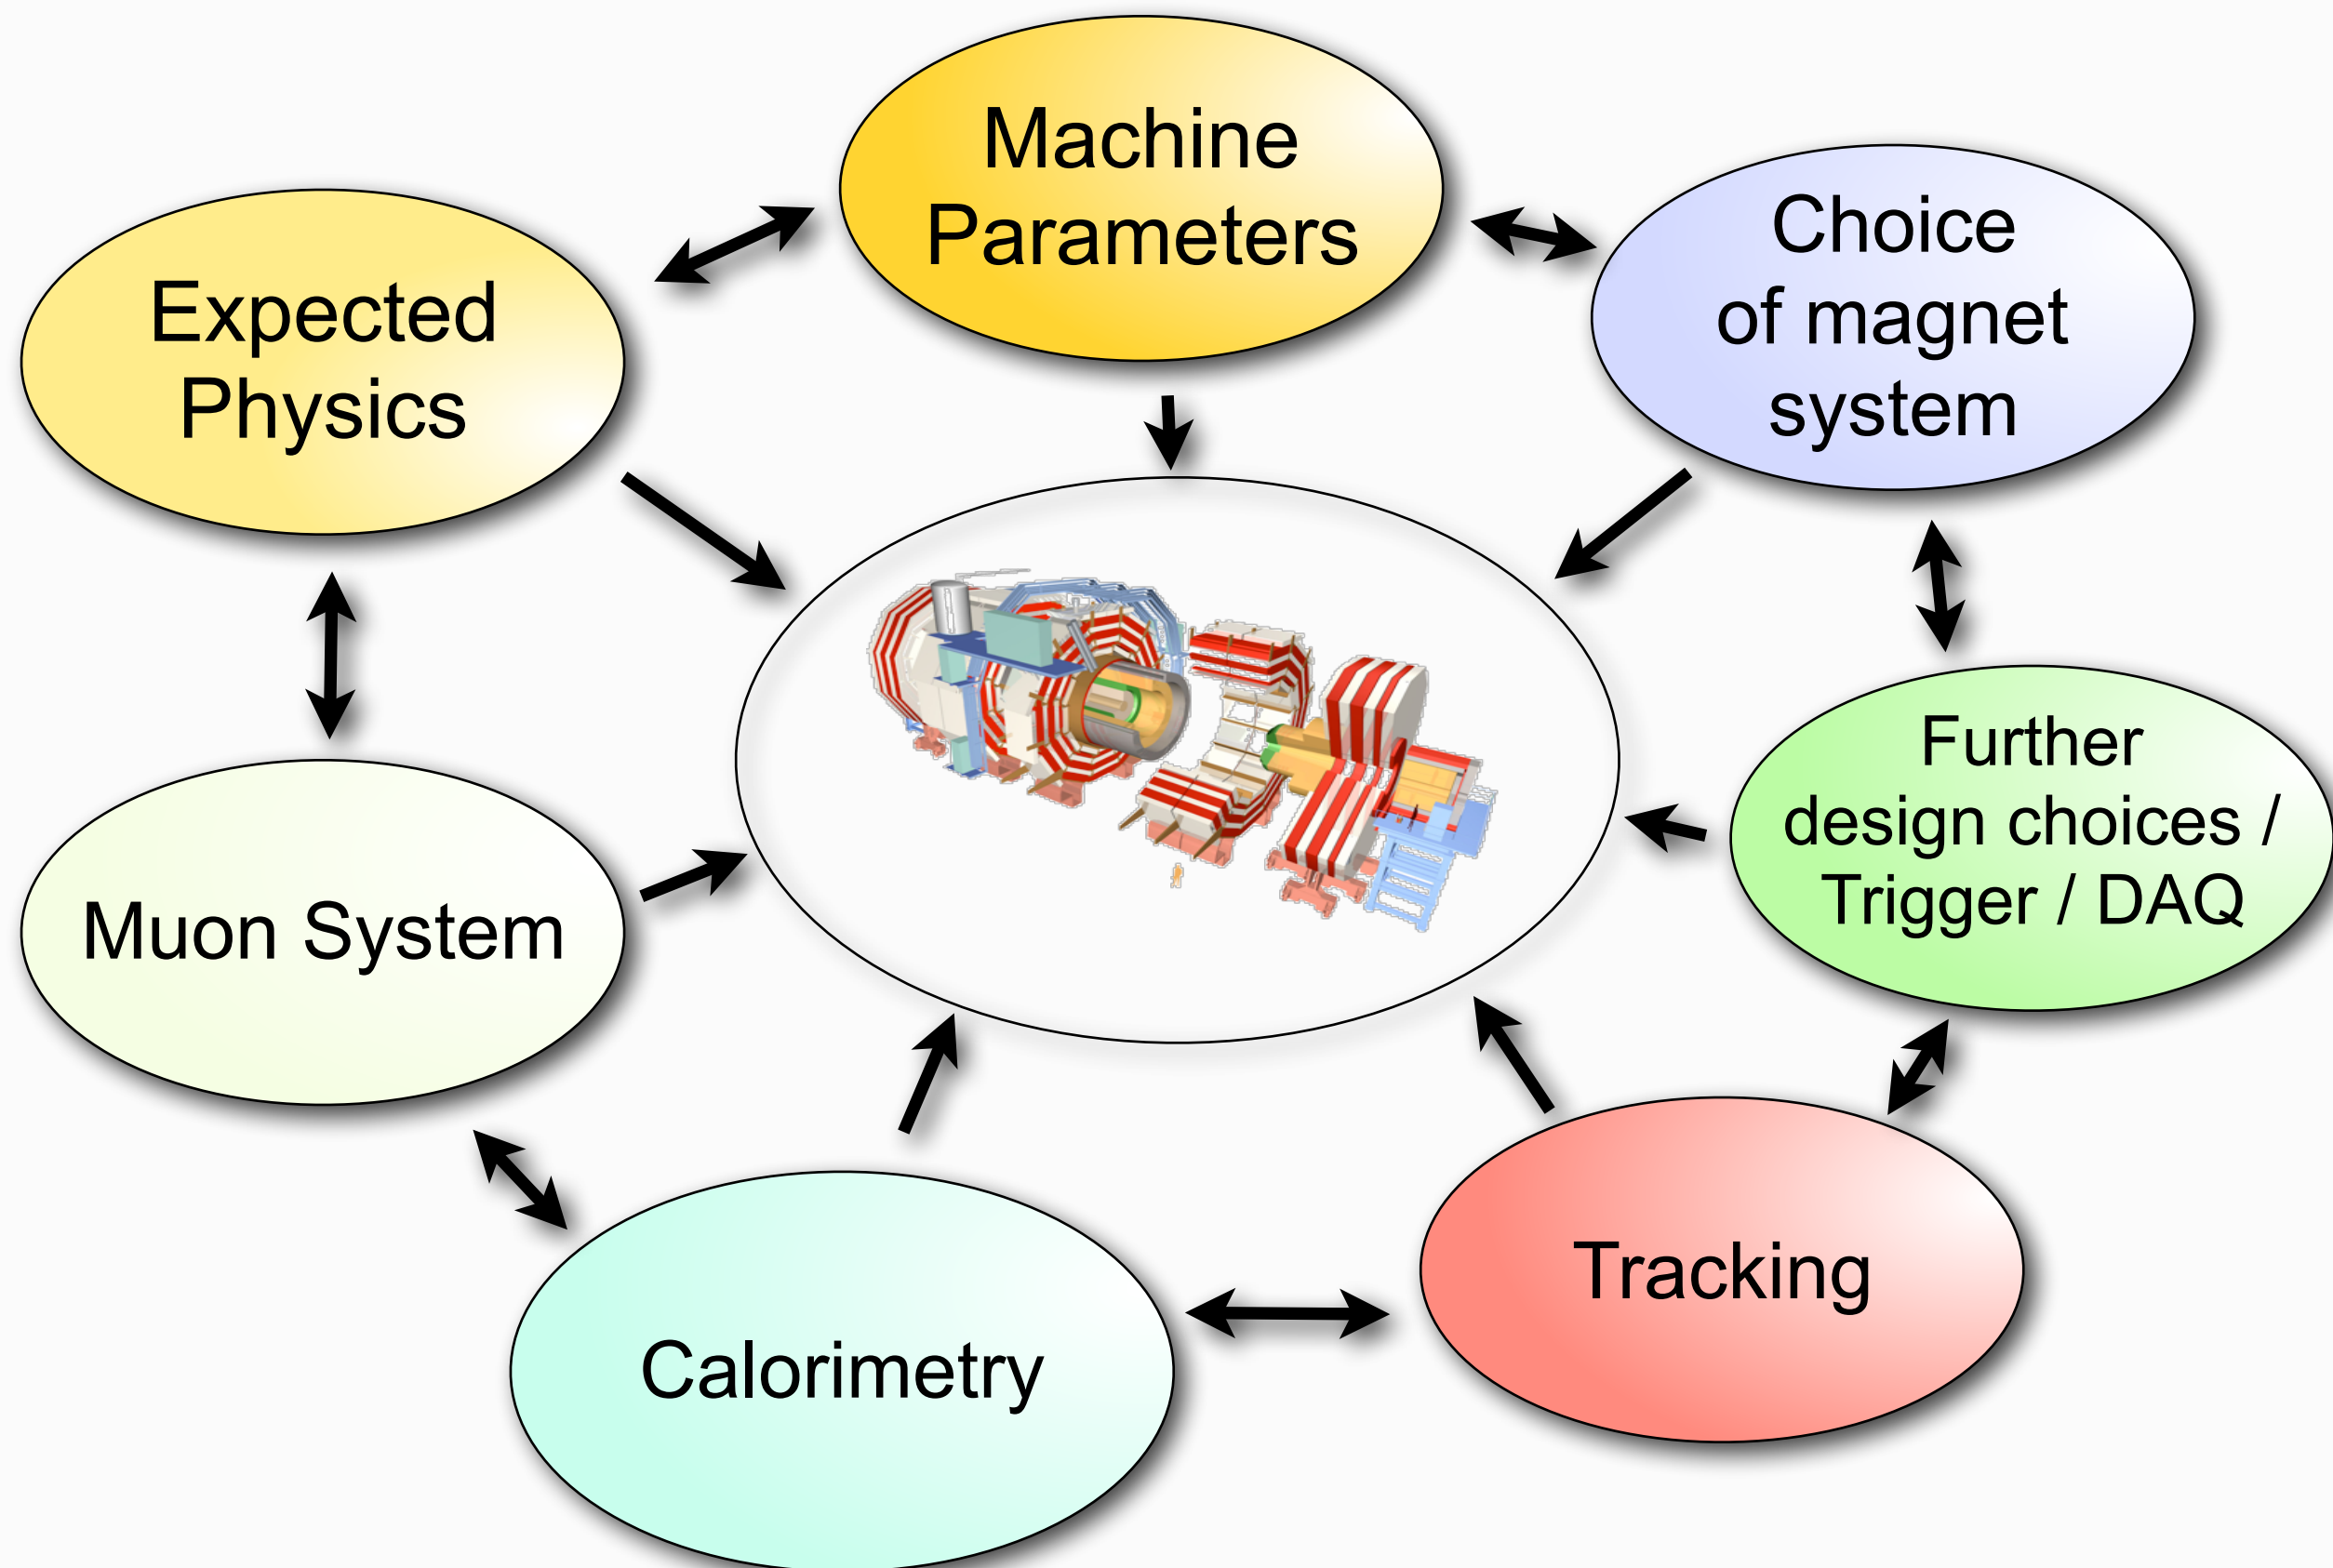 Machine
Parameters
Choice
of magnet
system
Expected
Physics
Further
design choices /
Trigger / DAQ
Muon System
Tracking
Calorimetry